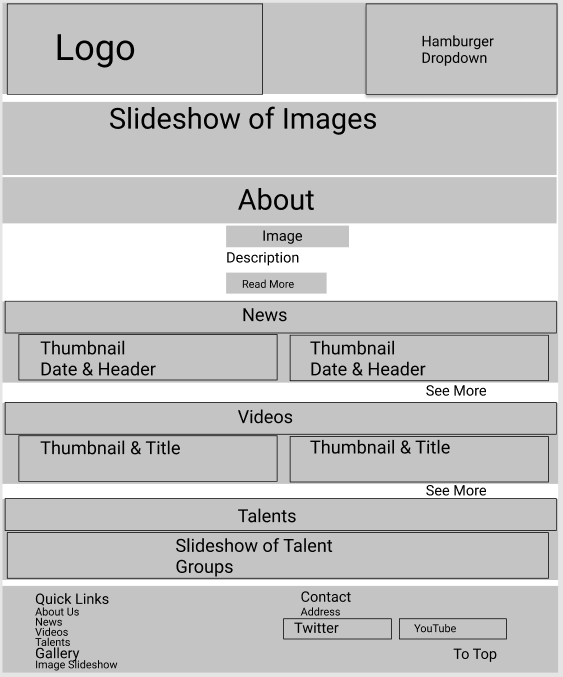 Logo
Hamburger
Dropdown
Slideshow of Images
About
Image
Description
Read More
News
Thumbnail
Date & Header
Thumbnail
Date & Header
See More
Videos
Thumbnail & Title
Thumbnail & Title
See More
Talents
Slideshow of Talent
Groups
Quick Links
About Us
News
Videos
Talents
Gallery
Image Slideshow
Contact
Address
Twitter
YouTube
To Top